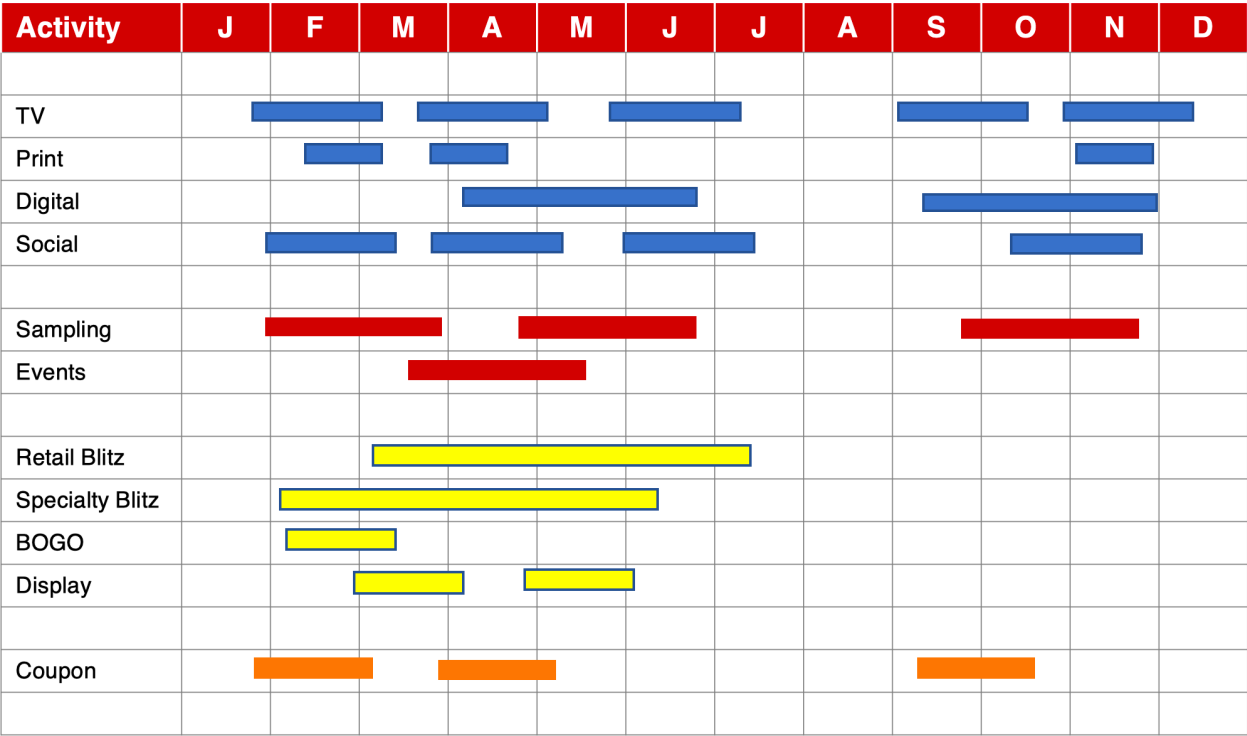 Activity J F M A M J J A S O N D
TV
Print
Digital
Social
Sampling
Events
Retail Blitz
Specialty Blitz
BOGO
Display
Coupon